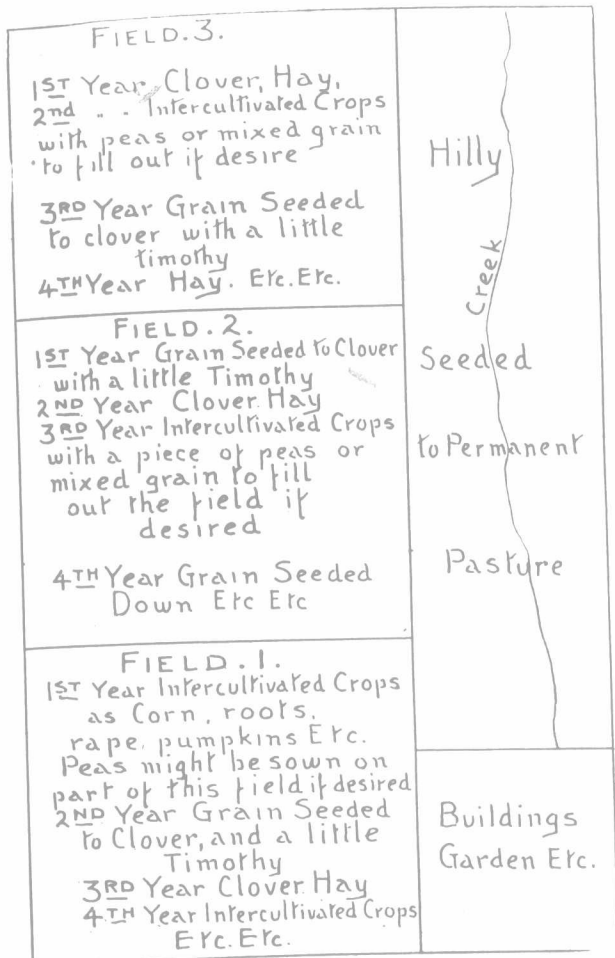 FIELD.3.
1ST Year Clover, Hay,
2nd " " Intercultivated Crops
with peas or mixed grain
to fill out if desire
3RD Year Grain Seeded
to clover with a little
timothy
4TH Year Hay. Etc. Etc.
FIELD.2.
1ST Year Grain Seeded to Clover
with a little Timothy
2ND Year Clover Hay
3RD Year Intercultivated Crops
with a piece of peas or
mixed grain to fill
out the field if
desired
4TH Year Grain Seeded
Down Etc Etc
FIELD.1.
1ST Year Intercultivated Crops
as Corn, roots,
rape, pumpkins Etc.
Peas might be sown on
part of this field if desired
2ND Year Grain Seeded
to Clover, and a little
Timothy
3RD Year Clover Hay
4TH Year Intercultivated Crops
Etc. Etc.
Hilly
Creek
Seeded
to Permanent
Pasture
Buildings
Garden Etc.